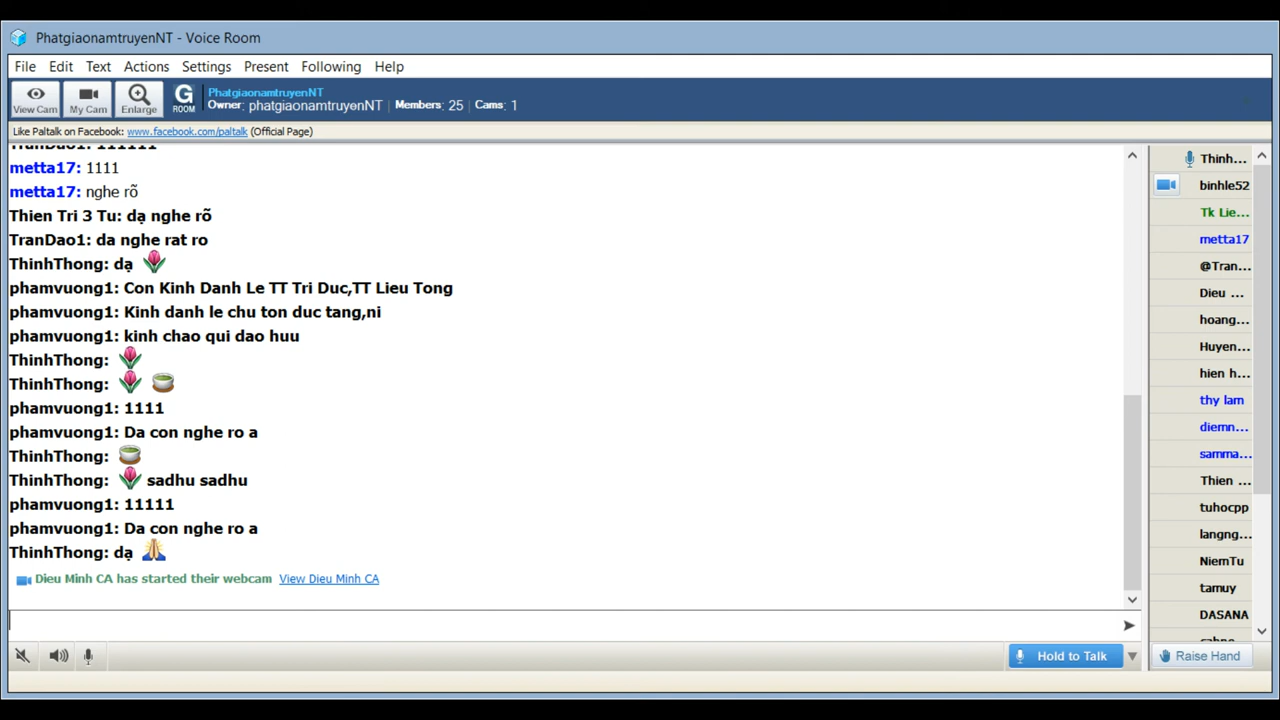 PhatgiaonamtruyenNT - Voice Room
File Edit Text Actions Settings Present Following Help
View Cam My Cam Enlarge G ROOM
PhatgiaonamtruyenNT
Owner: phatgiaonamtruyenNT | Members: 25 | Cams: 1
Like Paltalk on Facebook: www.facebook.com/paltalk (Official Page)
TranDao1: 111111
metta17: 1111
metta17: nghe rõ
Thien Tri 3 Tu: dạ nghe rõ
TranDao1: da nghe rat ro
ThinhThong: dạ
phamvuong1: Con Kinh Danh Le TT Tri Duc,TT Lieu Tong
phamvuong1: Kinh danh le chu ton duc tang,ni
phamvuong1: kinh chao qui dao huu
ThinhThong:
ThinhThong:
phamvuong1: 1111
phamvuong1: Da con nghe ro a
ThinhThong:
ThinhThong: sadhu sadhu
phamvuong1: 11111
phamvuong1: Da con nghe ro a
ThinhThong: dạ
Dieu Minh CA has started their webcam View Dieu Minh CA
Hold to Talk
Thinh...
binhle52
Tk Lie...
metta17
@Tran...
Dieu ...
hoang...
Huyen...
hien h...
thy lam
diemn...
samma...
Thien ...
tuhocpp
langng...
NiemTu
tamuy
DASANA
Raise Hand